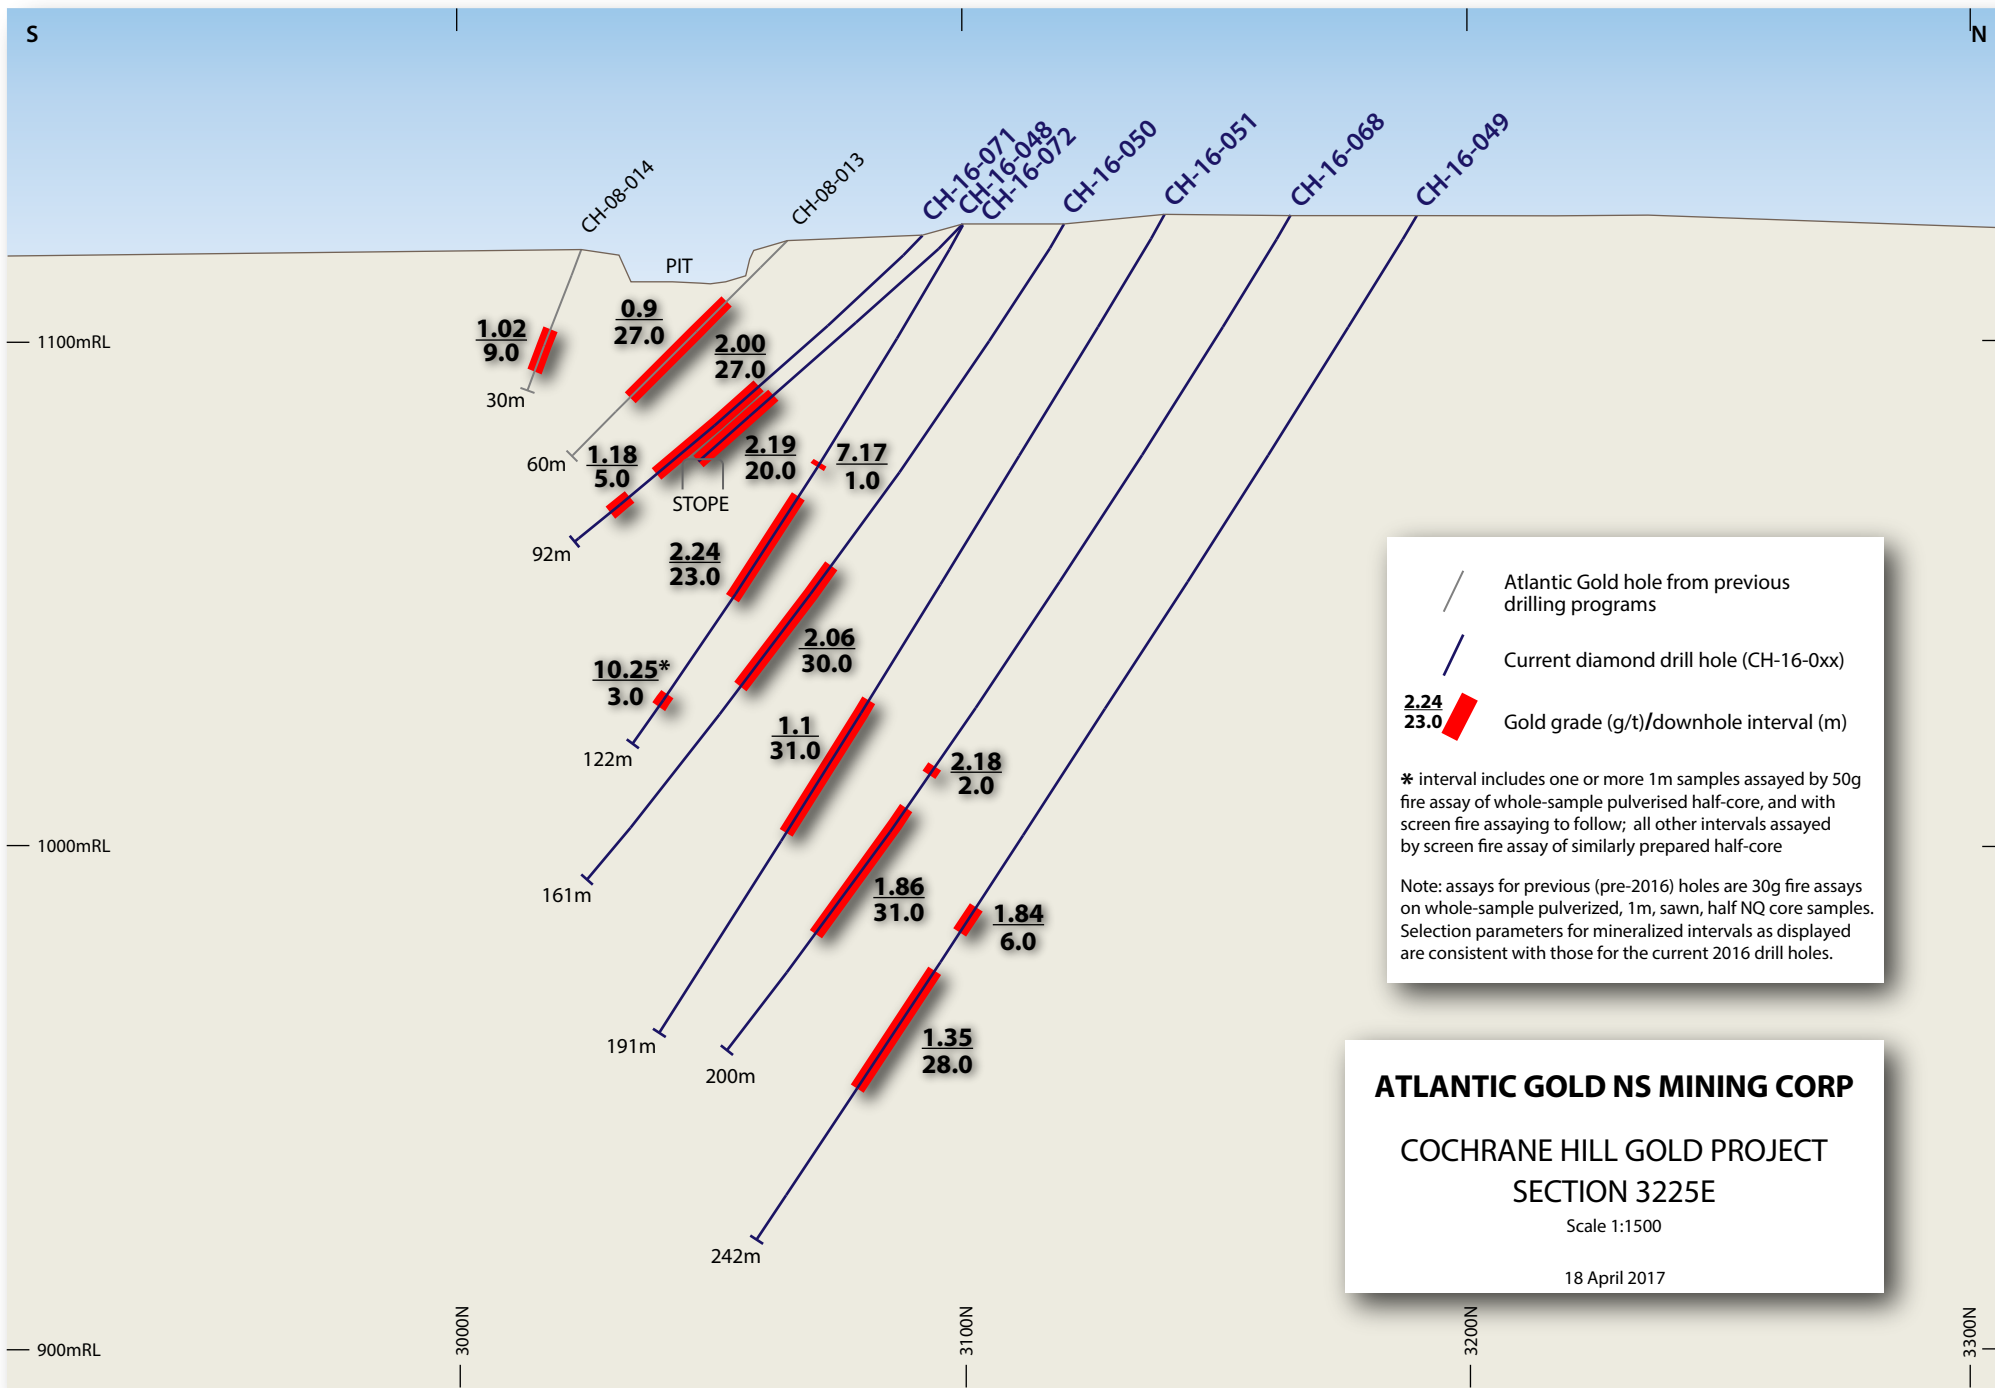 S
N
CH-08-014
CH-08-013
CH-16-071
CH-16-048
CH-16-072
CH-16-050
CH-16-051
CH-16-068
CH-16-049
PIT
1100mRL
1.02
9.0
30m
0.9
27.0
2.00
27.0
60m
1.18
5.0
2.19
20.0
STOPE
7.17
1.0
92m
2.24
23.0
2.06
30.0
10.25*
3.0
122m
1.1
31.0
2.18
2.0
1000mRL
161m
1.86
31.0
1.84
6.0
191m
200m
1.35
28.0
242m
900mRL
3000N
3100N
3200N
3300N
Atlantic Gold hole from previous
drilling programs
Current diamond drill hole (CH-16-0xx)
2.24
23.0
Gold grade (g/t)/downhole interval (m)
* interval includes one or more 1m samples assayed by 50g
fire assay of whole-sample pulverised half-core, and with
screen fire assaying to follow; all other intervals assayed
by screen fire assay of similarly prepared half-core
Note: assays for previous (pre-2016) holes are 30g fire assays
on whole-sample pulverized, 1m, sawn, half NQ core samples.
Selection parameters for mineralized intervals as displayed
are consistent with those for the current 2016 drill holes.
ATLANTIC GOLD NS MINING CORP
COCHRANE HILL GOLD PROJECT
SECTION 3225E
Scale 1:1500
18 April 2017